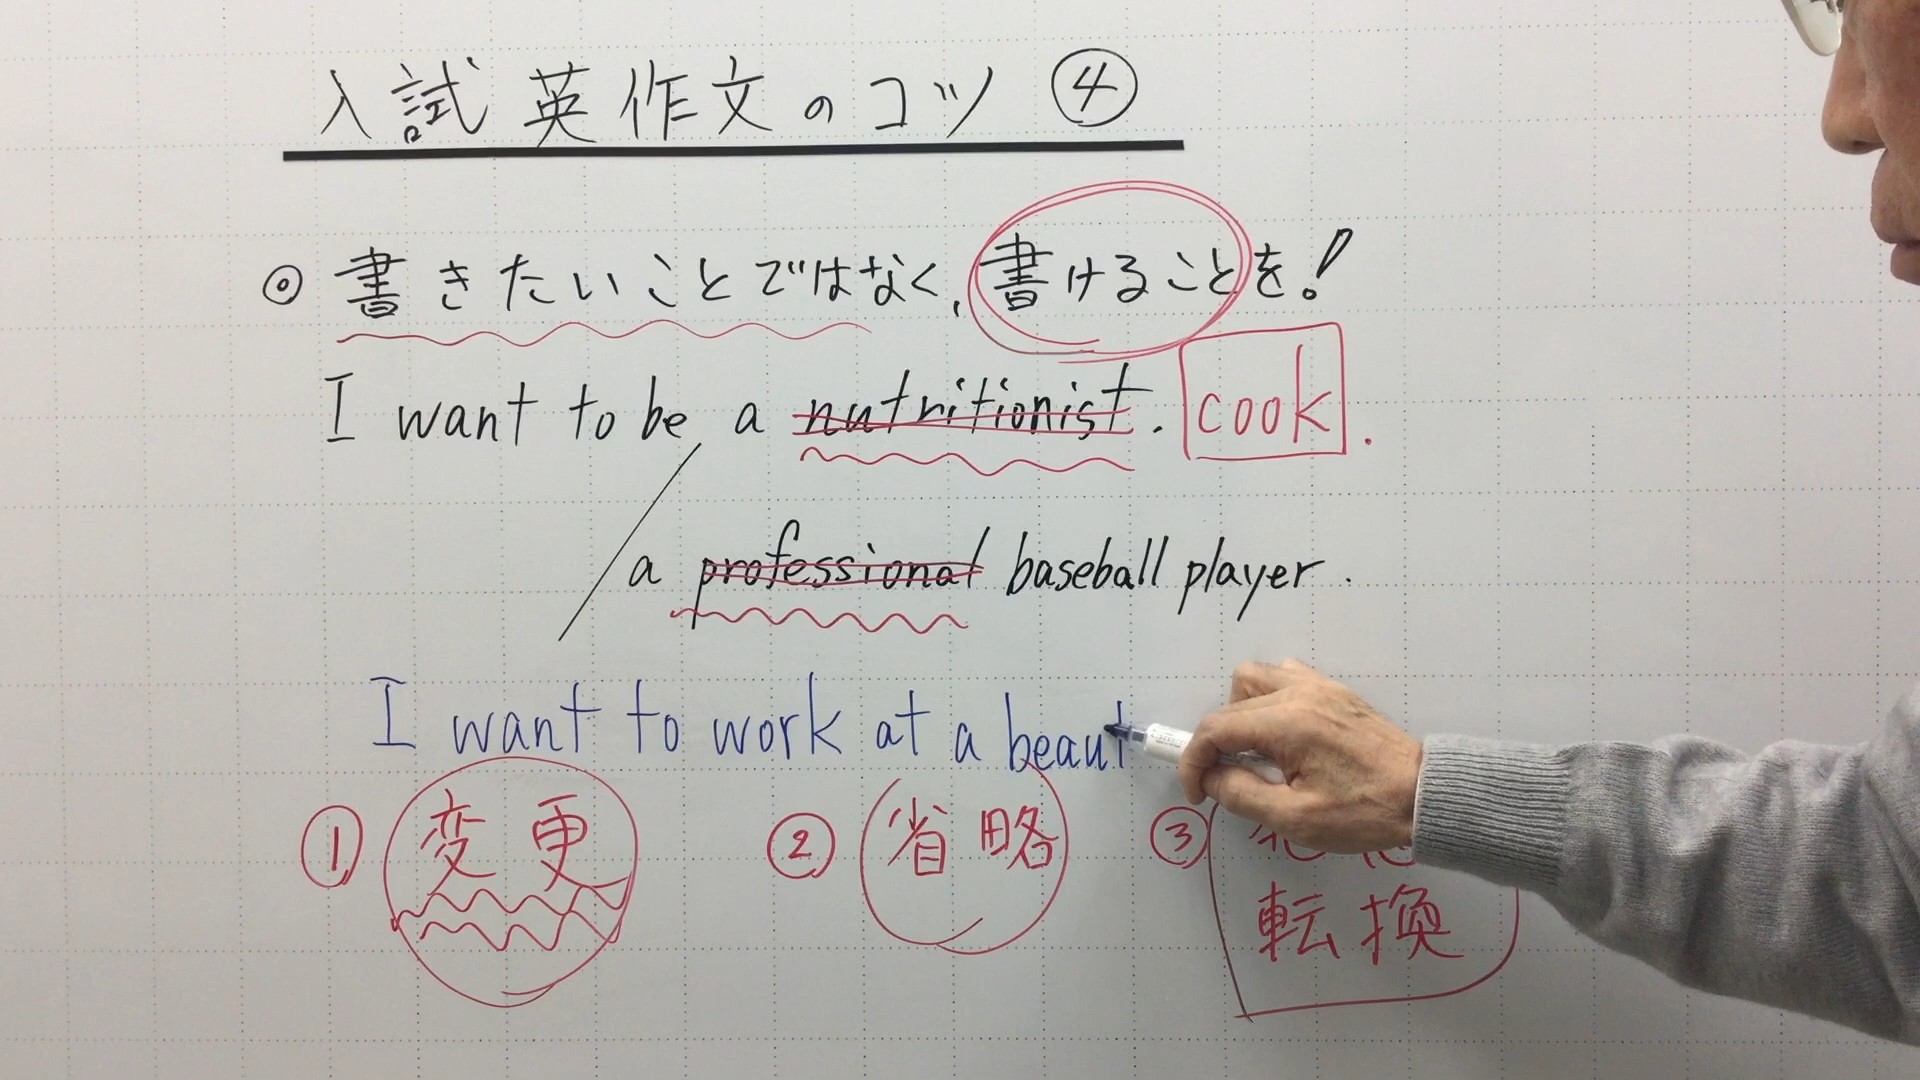 入試英作文のコツ ④
◎書きたいことではなく、書けることを!
I want to be a nutritionist. cook.
a professional baseball player.
I want to work at a beaut
① 変更 ② 省略 ③
転換